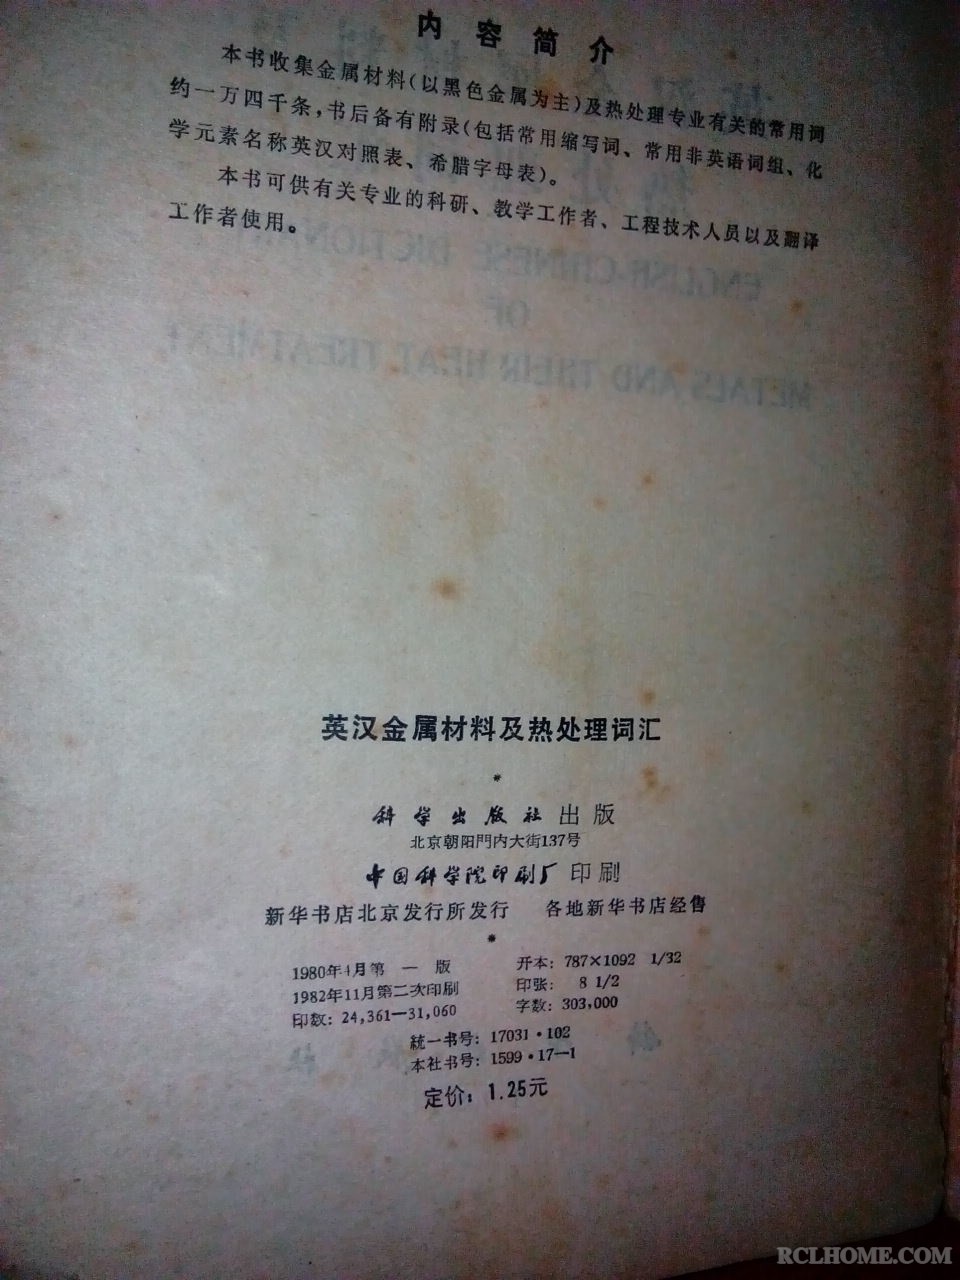 内容简介
本书收集金属材料(以黑色金属为主)及热处理专业有关的常用词
约一万四千条,书后备有附录(包括常用缩写词、常用非英语词组、化
学元素名称英汉对照表、希腊字母表)。
本书可供有关专业的科研、教学工作者、工程技术人员以及翻译
工作者使用。
ENGLISH-CHINESE DICTIONARY
OF
METALS AND THEIR HEAT TREATMENT
英汉金属材料及热处理词汇
*
科学出版社 出版
北京朝阳門内大街137号
中国科学院印刷厂 印刷
新华书店北京发行所发行 各地新华书店经售
*
1980年4月第一版 开本:787×1092 1/32
1982年11月第二次印刷 印张: 8 1/2
印数:24,361—31,060 字数:303,000
統一书号:17031·102
本社书号:1599·17—1
定价:1.25元
RCLHOME.COM